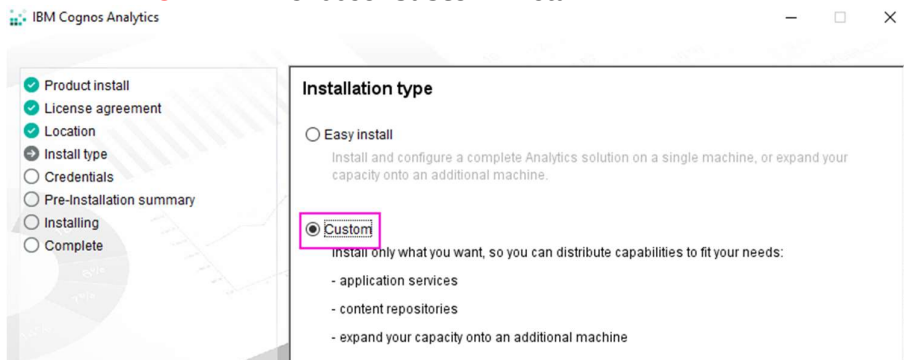 IBM Cognos Analytics
Product install
License agreement
Location
Install type
Credentials
Pre-Installation summary
Installing
Complete
Installation type
Easy install
Install and configure a complete Analytics solution on a single machine, or expand your
capacity onto an additional machine.
Custom
Install only what you want, so you can distribute capabilities to fit your needs:
- application services
- content repositories
- expand your capacity onto an additional machine